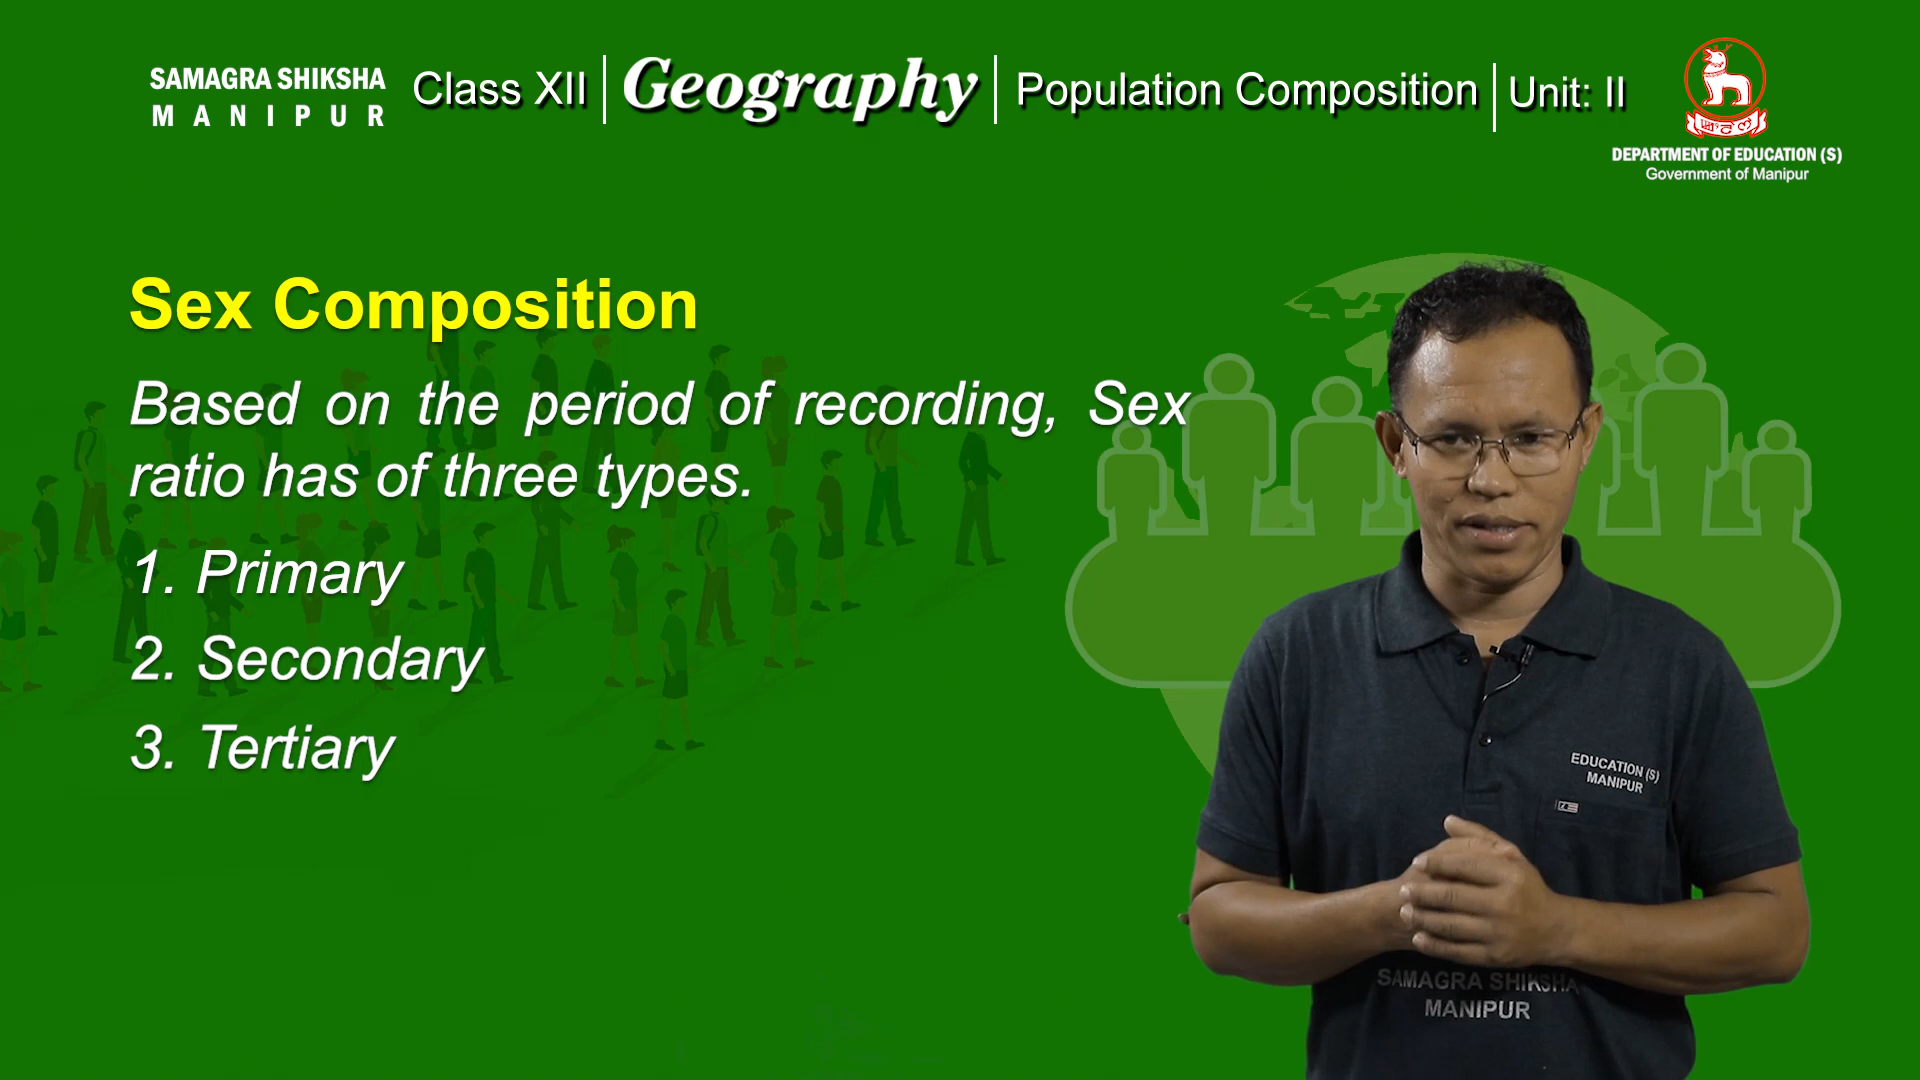 SAMAGRA SHIKSHA
MANIPUR
Class XII
Geography
Population Composition
Unit: II
DEPARTMENT OF EDUCATION (S)
Government of Manipur
Sex Composition
Based on the period of recording, Sex
ratio has of three types.
1. Primary
2. Secondary
3. Tertiary
EDUCATION (S)
MANIPUR
SAMAGRA SHIKSHA
MANIPUR